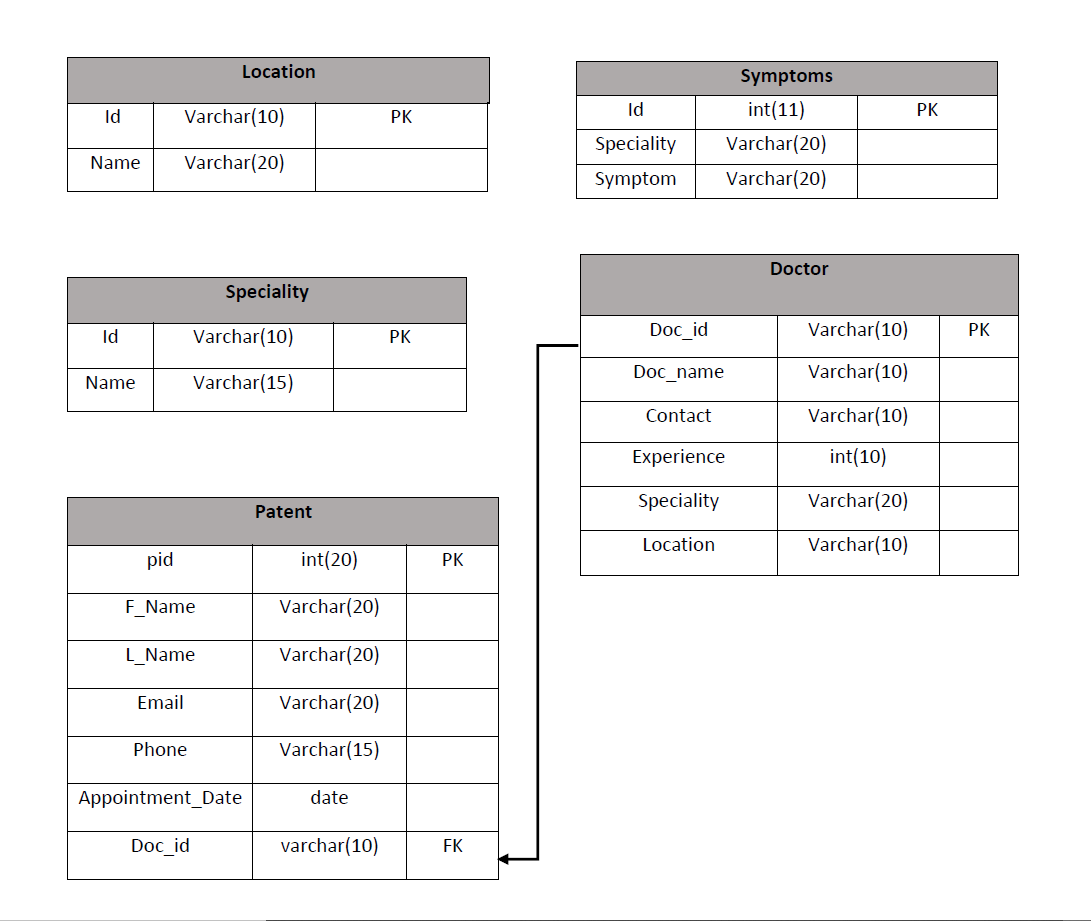 Location
Id Varchar(10) PK
Name Varchar(20)
Symptoms
Id int(11) PK
Speciality Varchar(20)
Symptom Varchar(20)
Speciality
Id Varchar(10) PK
Name Varchar(15)
Doctor
Doc_id Varchar(10) PK
Doc_name Varchar(10)
Contact Varchar(10)
Experience int(10)
Speciality Varchar(20)
Location Varchar(10)
Patent
pid int(20) PK
F_Name Varchar(20)
L_Name Varchar(20)
Email Varchar(20)
Phone Varchar(15)
Appointment_Date date
Doc_id varchar(10) FK